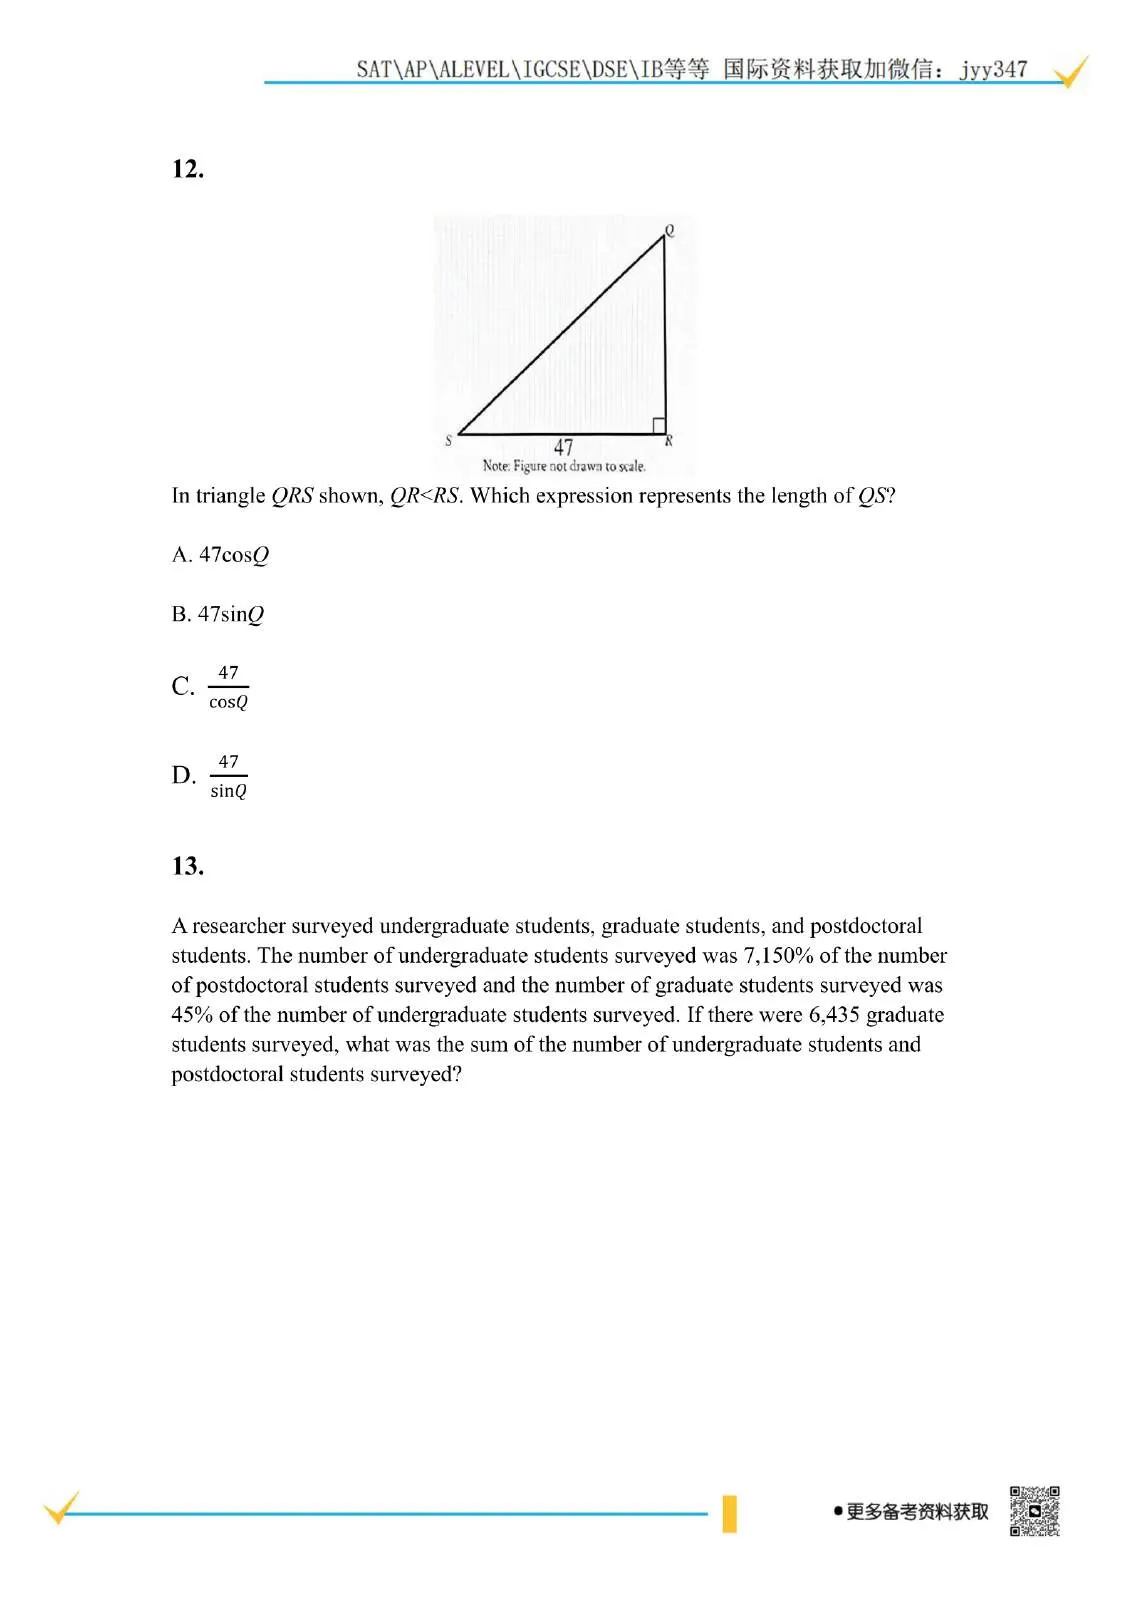 SAT\AP\ALEVEL\IGCSE\DSE\IB等等 国际资料获取加微信：jyy347
12.
Q
S
R
47
Note: Figure not drawn to scale.
In triangle QRS shown, QR<RS. Which expression represents the length of QS?
A. 47cosQ
B. 47sinQ
C. 47/cosQ
D. 47/sinQ
13.
A researcher surveyed undergraduate students, graduate students, and postdoctoral
students. The number of undergraduate students surveyed was 7,150% of the number
of postdoctoral students surveyed and the number of graduate students surveyed was
45% of the number of undergraduate students surveyed. If there were 6,435 graduate
students surveyed, what was the sum of the number of undergraduate students and
postdoctoral students surveyed?
•更多备考资料获取